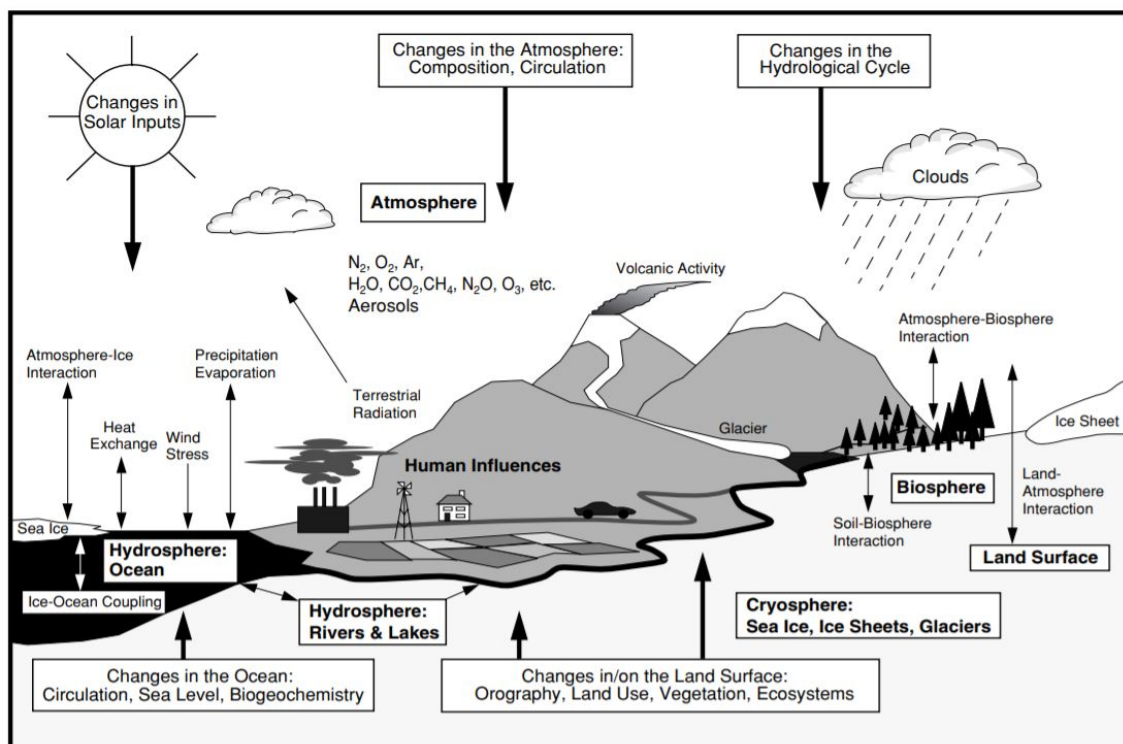 Changes in
Solar Inputs
Changes in the Atmosphere:
Composition, Circulation
Changes in the
Hydrological Cycle
Clouds
Atmosphere
N₂, O₂, Ar,
H₂O, CO₂,CH₄, N₂O, O₃, etc.
Aerosols
Volcanic Activity
Atmosphere-Biosphere
Interaction
Atmosphere-Ice
Interaction
Precipitation
Evaporation
Terrestrial
Radiation
Heat
Exchange
Wind
Stress
Glacier
Ice Sheet
Human Influences
Biosphere
Land-
Atmosphere
Interaction
Soil-Biosphere
Interaction
Sea Ice
Hydrosphere:
Ocean
Land Surface
Ice-Ocean Coupling
Hydrosphere:
Rivers & Lakes
Cryosphere:
Sea Ice, Ice Sheets, Glaciers
Changes in the Ocean:
Circulation, Sea Level, Biogeochemistry
Changes in/on the Land Surface:
Orography, Land Use, Vegetation, Ecosystems